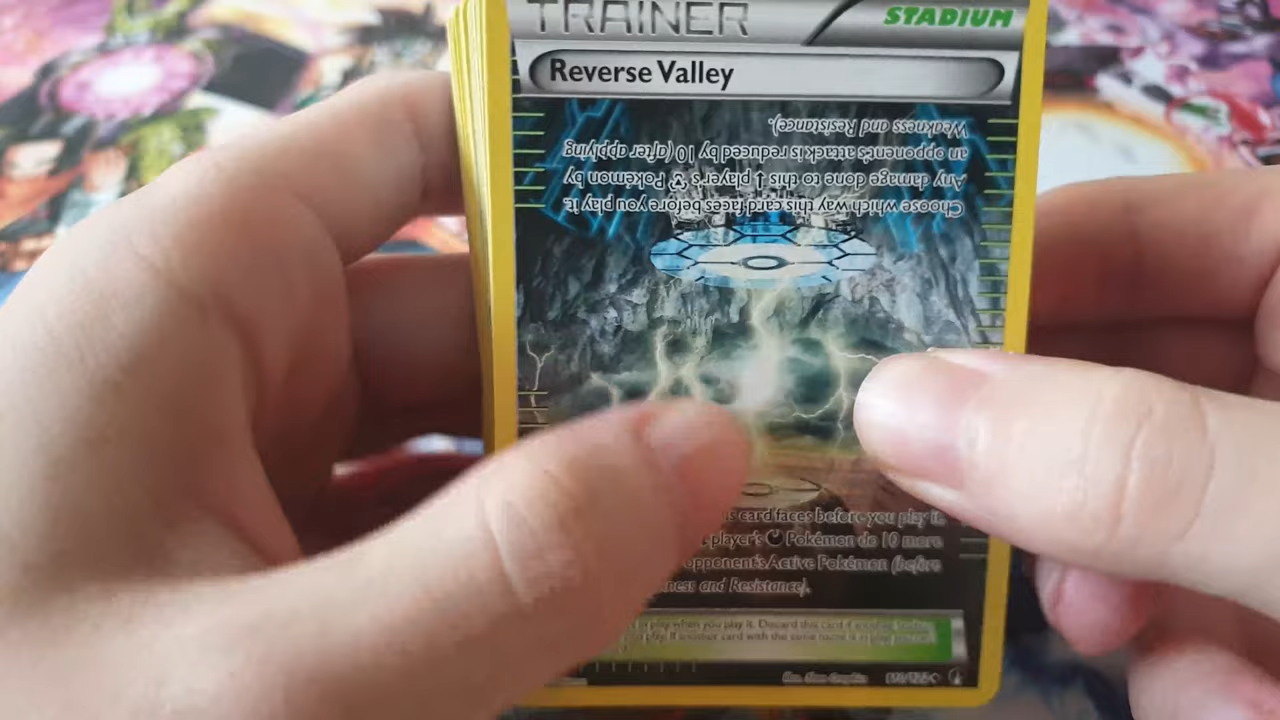 TRAINER
STADIUM
Reverse Valley
Choose which way this card faces before you play it.
Any damage done to this ↑ player's Pokémon by
an opponent's attack is reduced by 10 (after applying
Weakness and Resistance).
card faces before you play it.
player's Pokémon do 10 more
opponent's Active Pokémon (before
and Resistance).
in play when you play it. Discard this card if another Stadium
play. If another card with the same name is in play